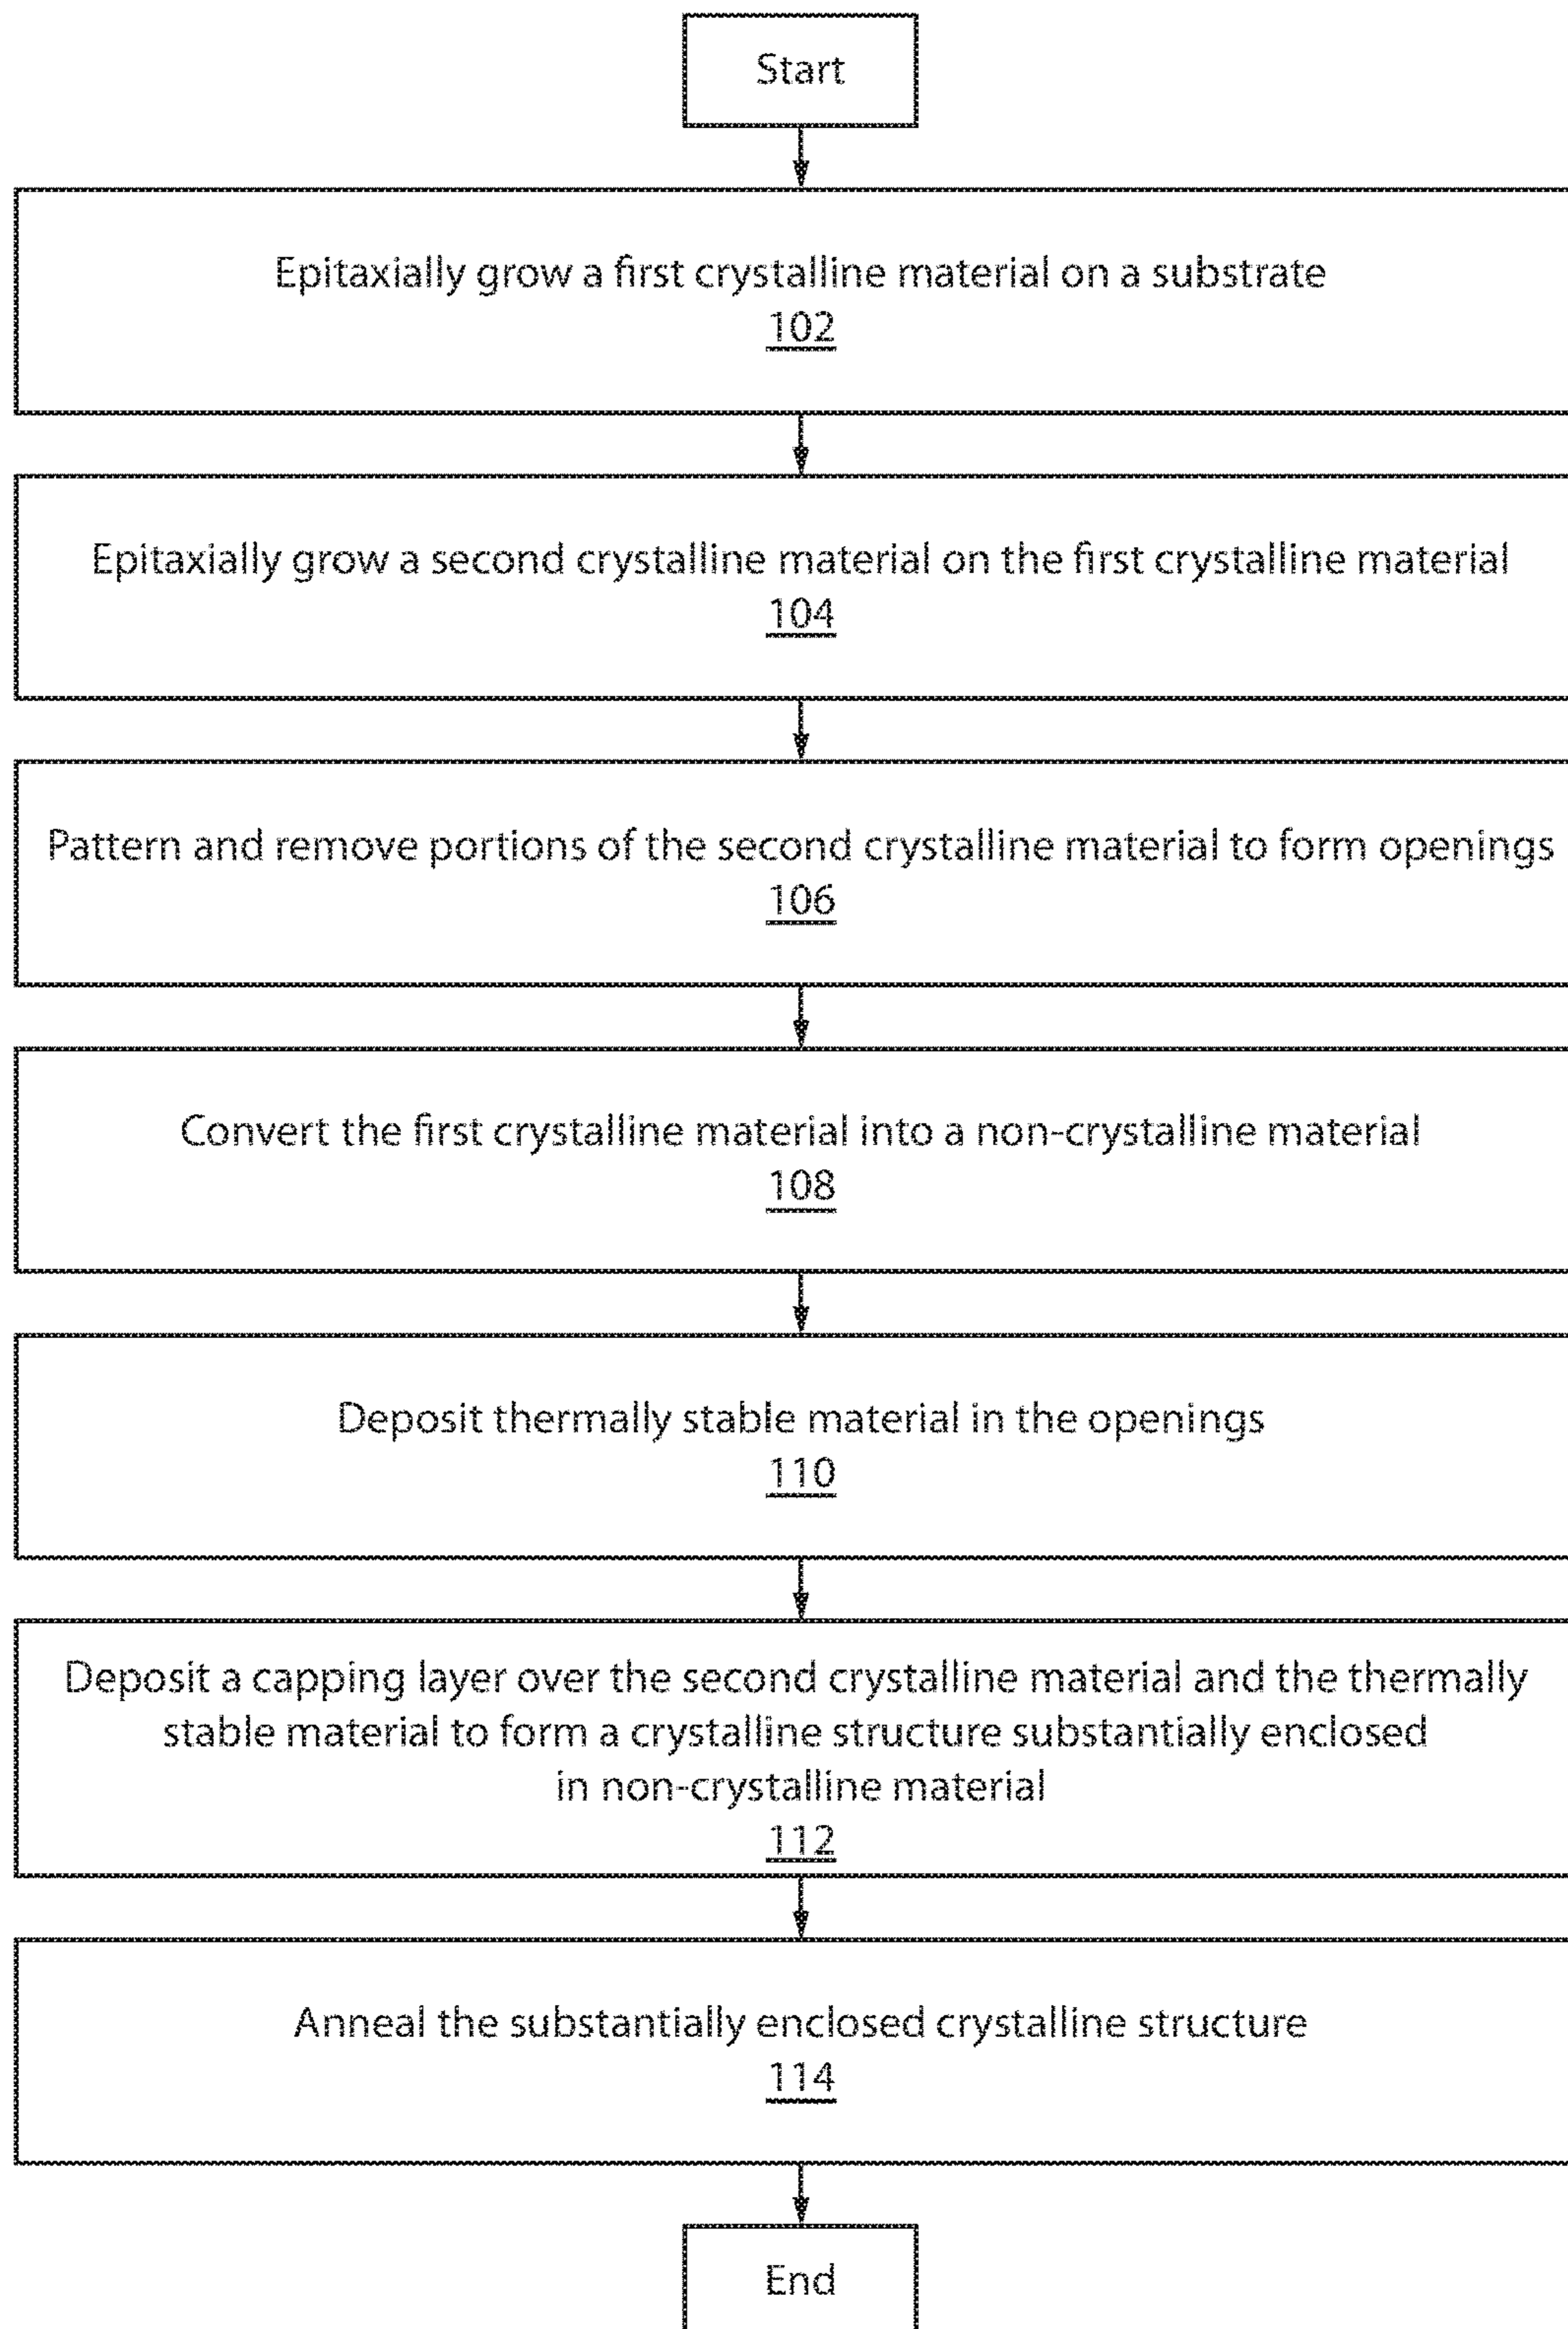 Start
Epitaxially grow a first crystalline material on a substrate
102
Epitaxially grow a second crystalline material on the first crystalline material
104
Pattern and remove portions of the second crystalline material to form openings
106
Convert the first crystalline material into a non-crystalline material
108
Deposit thermally stable material in the openings
110
Deposit a capping layer over the second crystalline material and the thermally
stable material to form a crystalline structure substantially enclosed
in non-crystalline material
112
Anneal the substantially enclosed crystalline structure
114
End